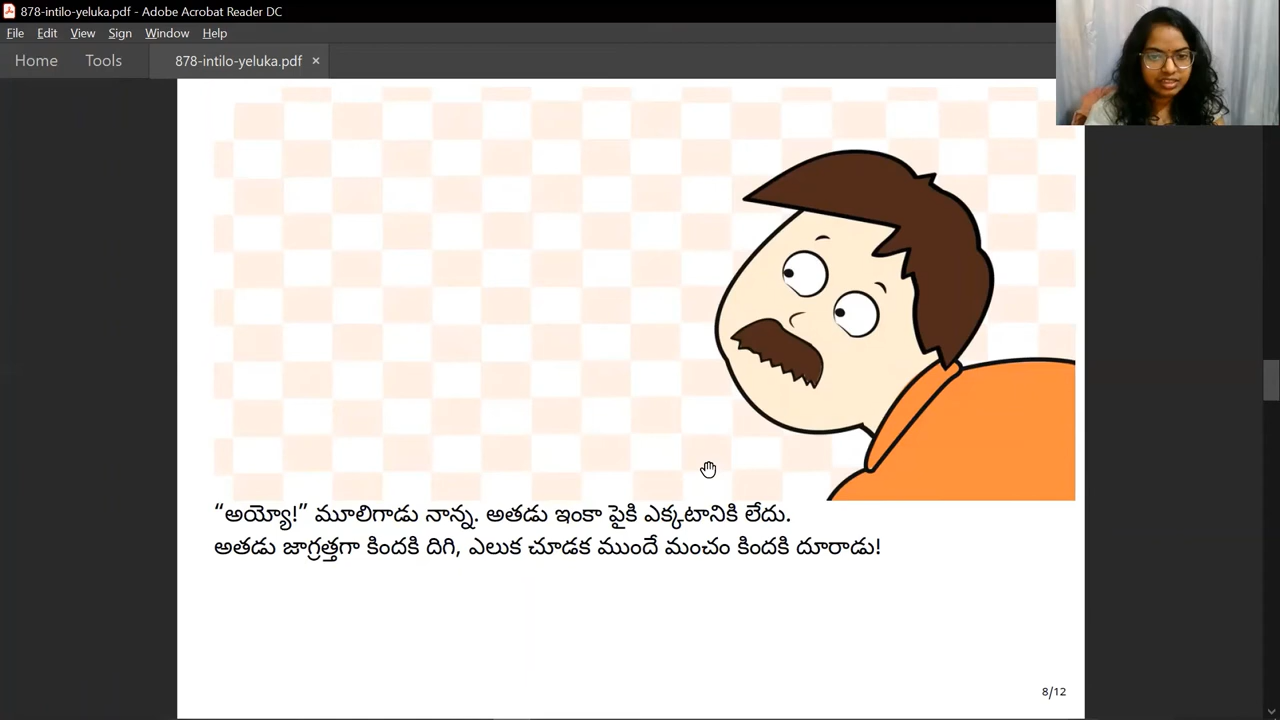 878-intilo-yeluka.pdf - Adobe Acrobat Reader DC
File Edit View Sign Window Help
Home Tools 878-intilo-yeluka.pdf ×
“అయ్యో!” మూలిగాడు నాన్న. అతడు ఇంకా పైకి ఎక్కటానికి లేదు.
అతడు జాగ్రత్తగా కిందకి దిగి, ఎలుక చూడక ముందే మంచం కిందకి దూరాడు!
8/12